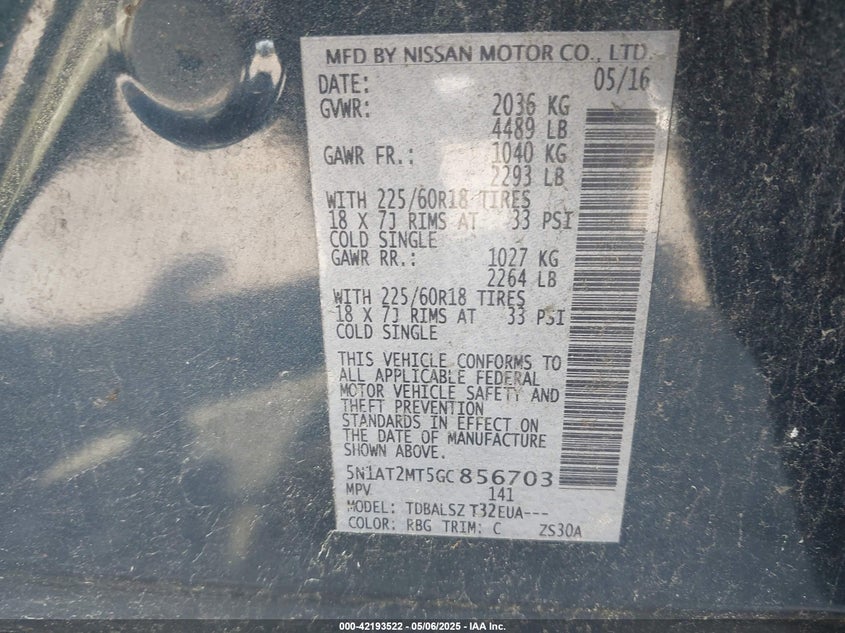 MFD BY NISSAN MOTOR CO., LTD.
DATE: 05/16
GVWR: 2036 KG
4489 LB
GAWR FR.: 1040 KG
2293 LB
WITH 225/60R18 TIRES
18 X 7J RIMS AT 33 PSI
COLD SINGLE
GAWR RR.: 1027 KG
2264 LB
WITH 225/60R18 TIRES
18 X 7J RIMS AT 33 PSI
COLD SINGLE
THIS VEHICLE CONFORMS TO
ALL APPLICABLE FEDERAL
MOTOR VEHICLE SAFETY AND
THEFT PREVENTION
STANDARDS IN EFFECT ON
THE DATE OF MANUFACTURE
SHOWN ABOVE.
5N1AT2MT5GC856703
MPV 141
MODEL: TDBALSZ T32EUA---
COLOR: RBG TRIM: C ZS30A
000-42193522 - 05/06/2025 - IAA Inc.